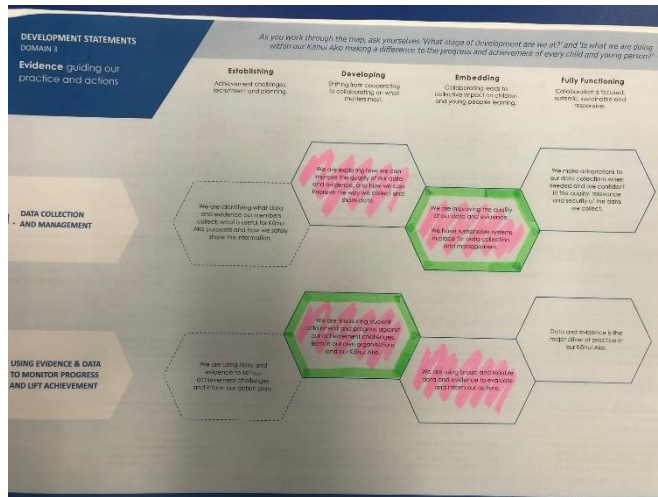 DEVELOPMENT STATEMENTS
DOMAIN 3
Evidence guiding our
practice and actions
As you work through the map, ask yourselves 'What stage of development are we at?' and 'Is what we are doing
within our Kāhui Ako making a difference to the progress and achievement of every child and young person?'
Establishing
Achievement challenges,
recruitment and planning.
Developing
Shifting from cooperating
to collaborating on what
matters most.
Embedding
Collaborating leads to
collective impact on children
and young peoples learning.
Fully Functioning
Collaboration is focused,
systemic, sustainable and
responsive.
1. DATA COLLECTION
AND MANAGEMENT
We are identifying what data
and evidence our members
collect, what is useful for Kāhui
Ako purposes and how we safely
share this information.
We are exploring how we can
improve the quality of our data
and evidence, and how we can
improve the way we collect and
share data.
We are improving the quality
of our data and evidence.
We have sustainable systems
in place for data collection
and management.
We make adaptations to
our data collections when
needed and are confident
in the quality, relevance
and security of the data
we collect.
USING EVIDENCE & DATA
TO MONITOR PROGRESS
AND LIFT ACHIEVEMENT
We are using data and
evidence to set our
achievement challenges
and inform our action plan.
We are measuring student
attainment and progress against
our achievement challenges.
Both in our own organisations
and our Kāhui Ako.
We are using broad and reliable
data and evidence to evaluate
and inform our actions.
Data and evidence is the
major driver of practice in
our Kāhui Ako.